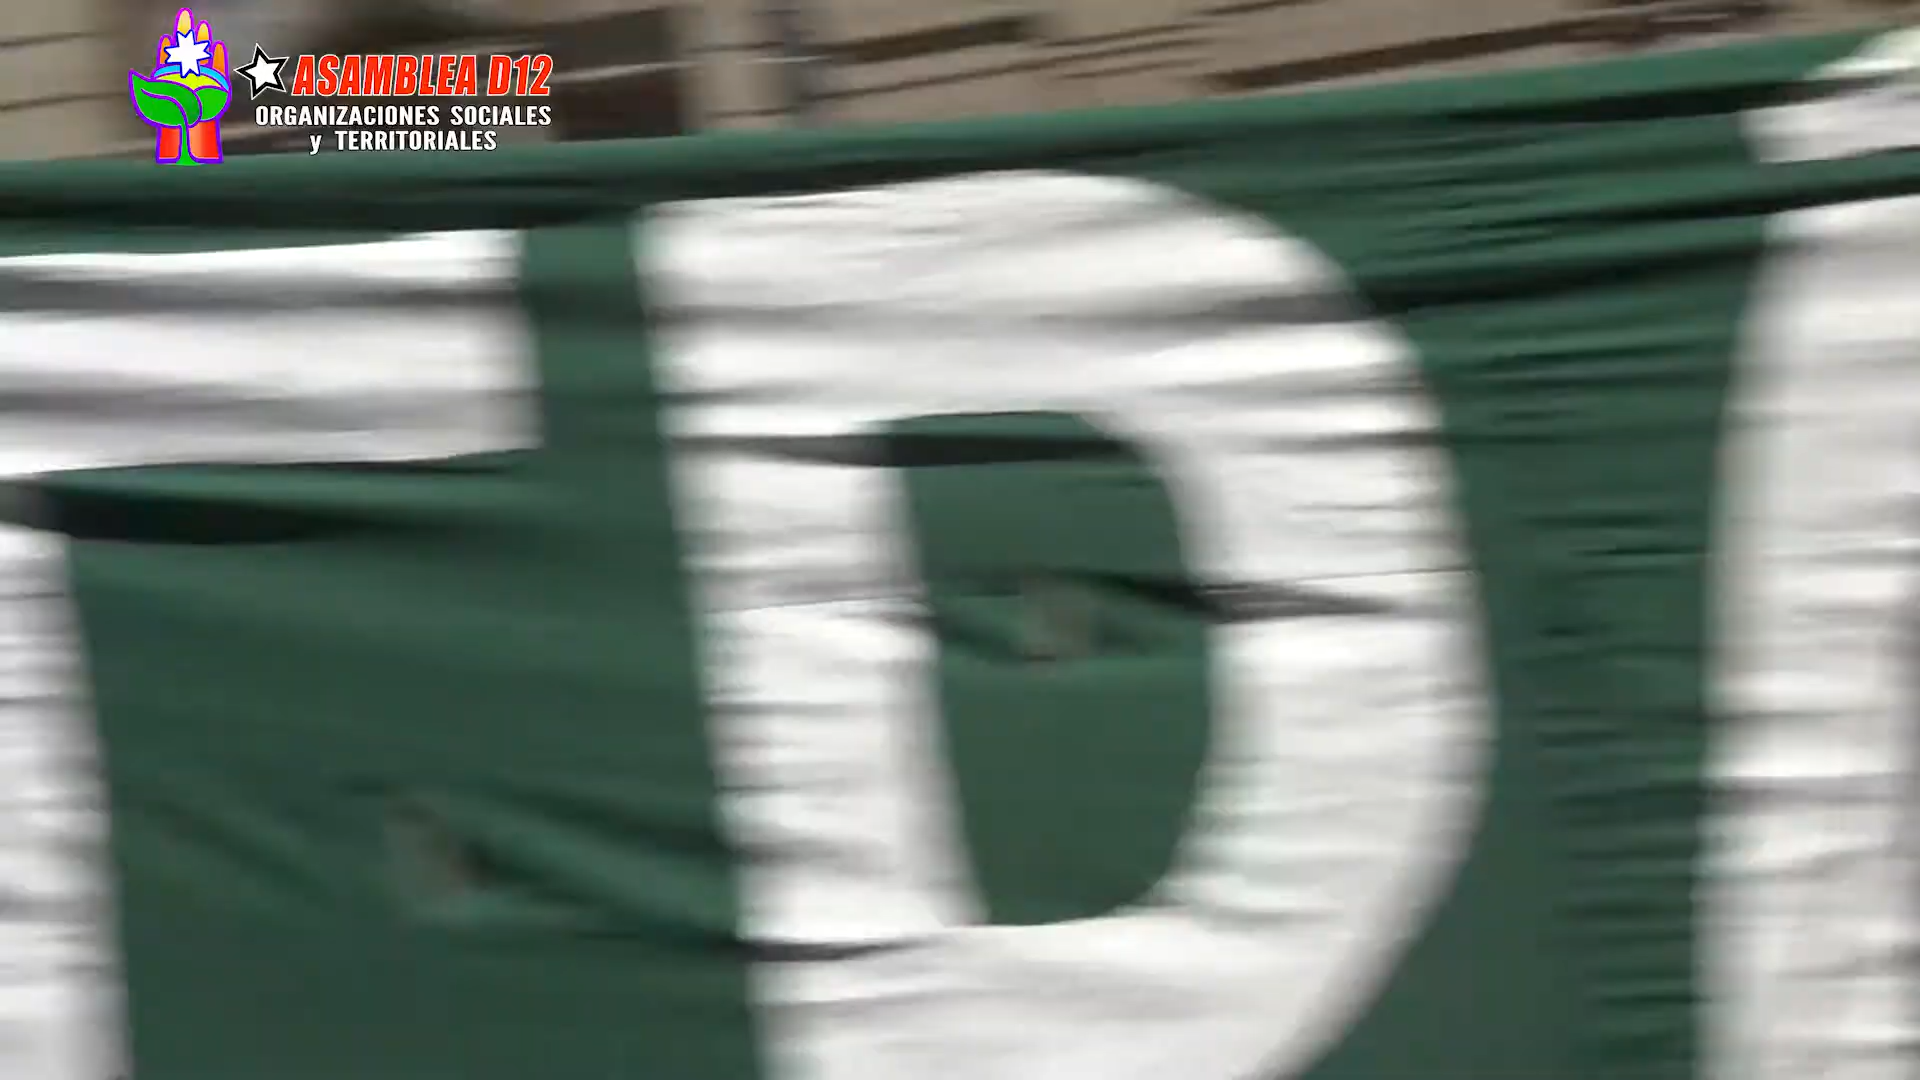 ASAMBLEA D12
ORGANIZACIONES SOCIALES
y TERRITORIALES
D